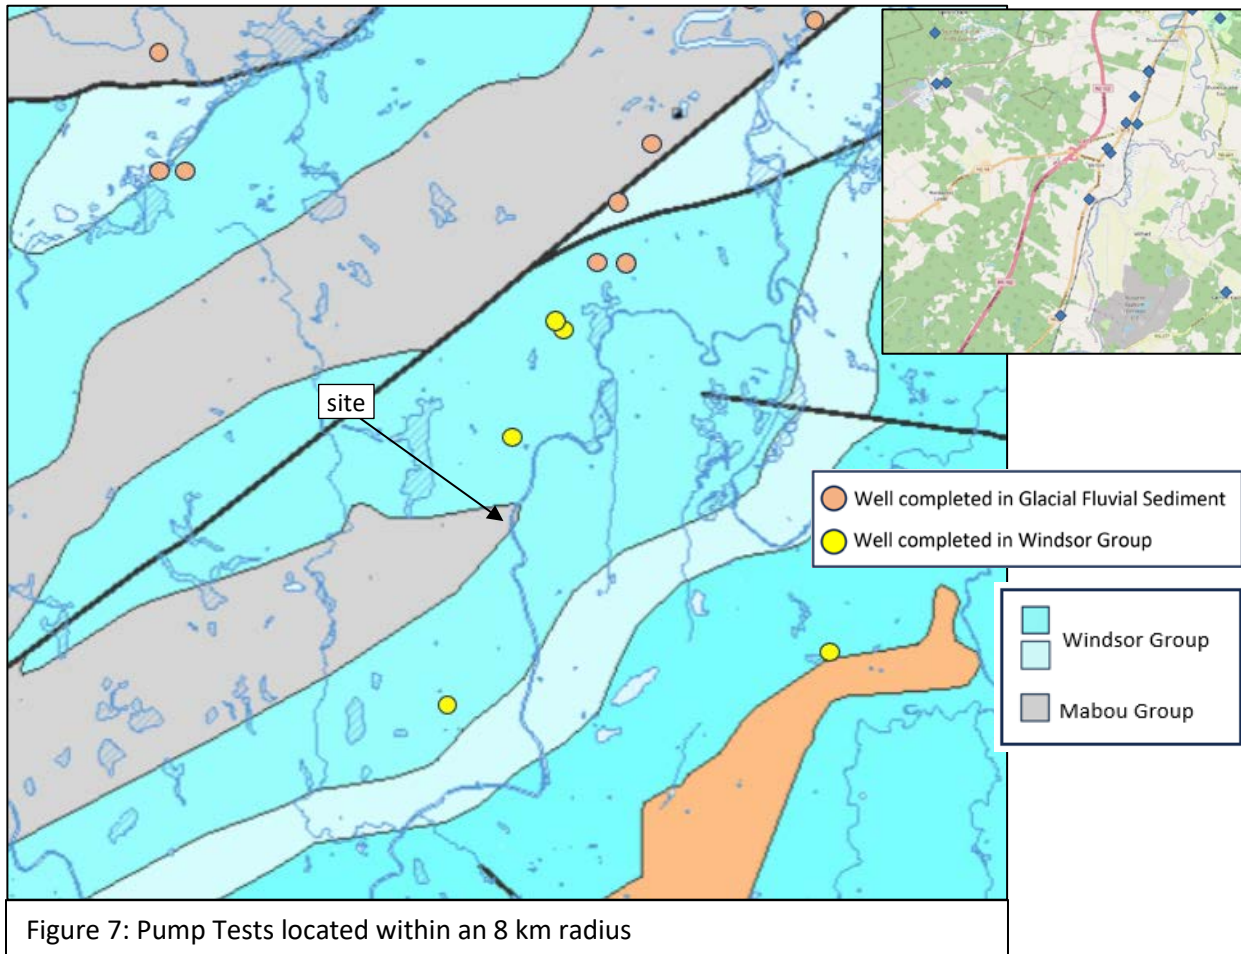 site
Well completed in Glacial Fluvial Sediment
Well completed in Windsor Group
Windsor Group
Mabou Group
Figure 7: Pump Tests located within an 8 km radius